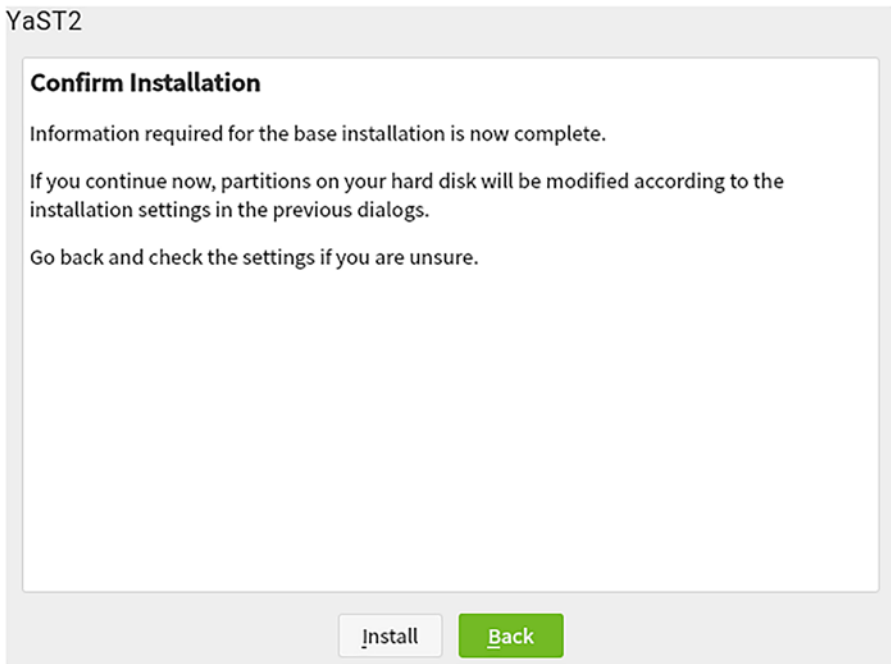 YaST2
Confirm Installation
Information required for the base installation is now complete.
If you continue now, partitions on your hard disk will be modified according to the
installation settings in the previous dialogs.
Go back and check the settings if you are unsure.
Install
Back